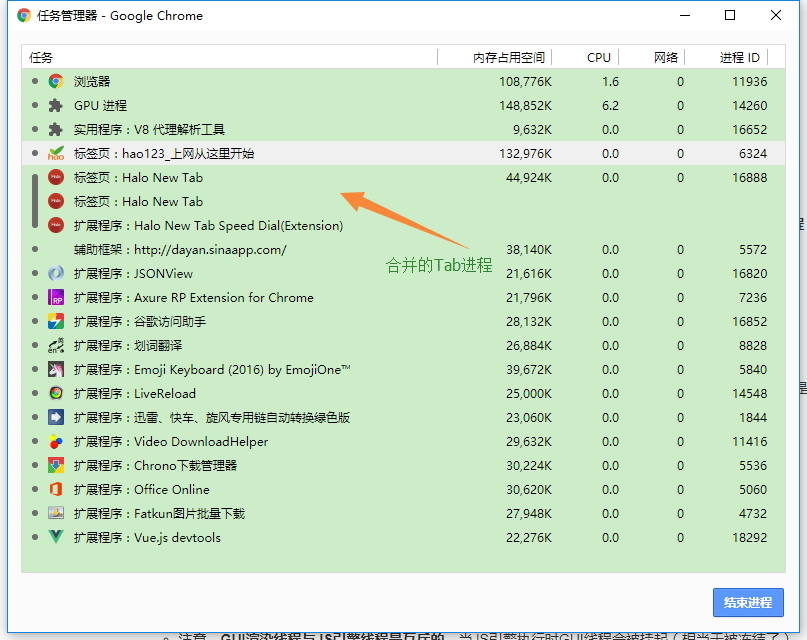 任务管理器 - Google Chrome
任务 内存占用空间 CPU 网络 进程 ID
浏览器 108,776K 1.6 0 11936
GPU 进程 148,852K 6.2 0 14260
实用程序：V8 代理解析工具 9,632K 0.0 0 16652
标签页：hao123_上网从这里开始 132,976K 0.0 0 6324
标签页：Halo New Tab 44,924K 0.0 0 16888
标签页：Halo New Tab
扩展程序：Halo New Tab Speed Dial(Extension)
辅助框架：http://dayan.sinaapp.com/ 38,140K 0.0 0 5572
合并的Tab进程
扩展程序：JSONView 21,616K 0.0 0 16820
扩展程序：Axure RP Extension for Chrome 21,796K 0.0 0 7236
扩展程序：谷歌访问助手 28,132K 0.0 0 16852
扩展程序：划词翻译 26,884K 0.0 0 8828
扩展程序：Emoji Keyboard (2016) by EmojiOne™ 39,672K 0.0 0 5840
扩展程序：LiveReload 25,000K 0.0 0 14548
扩展程序：迅雷、快车、旋风专用链自动转换绿色版 23,060K 0.0 0 1844
扩展程序：Video DownloadHelper 29,632K 0.0 0 11416
扩展程序：Chrono下载管理器 30,224K 0.0 0 5536
扩展程序：Office Online 30,620K 0.0 0 5060
扩展程序：Fatkun图片批量下载 27,948K 0.0 0 4732
扩展程序：Vue.js devtools 22,276K 0.0 0 18292
结束进程
注意，GUI渲染线程与JS引擎线程是互斥的，当JS引擎执行时GUI线程会被挂起（相当于被冻结了）